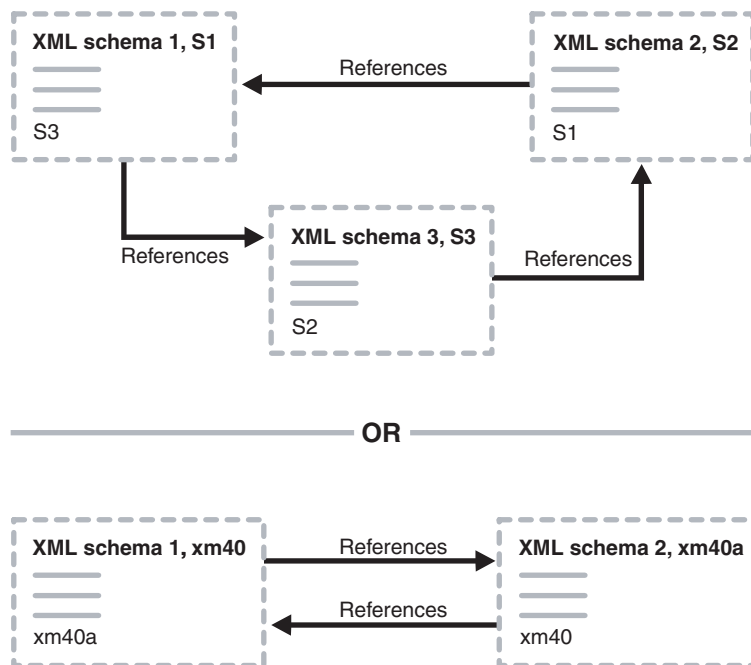 XML schema 1, S1
S3
References
XML schema 2, S2
S1
References
XML schema 3, S3
S2
References
OR
XML schema 1, xm40
xm40a
References
References
XML schema 2, xm40a
xm40